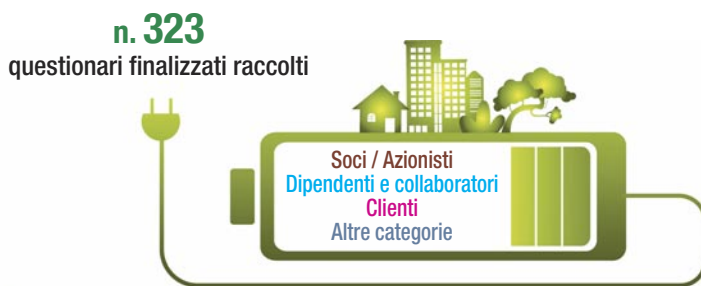 n. 323
questionari finalizzati raccolti
Soci / Azionisti
Dipendenti e collaboratori
Clienti
Altre categorie